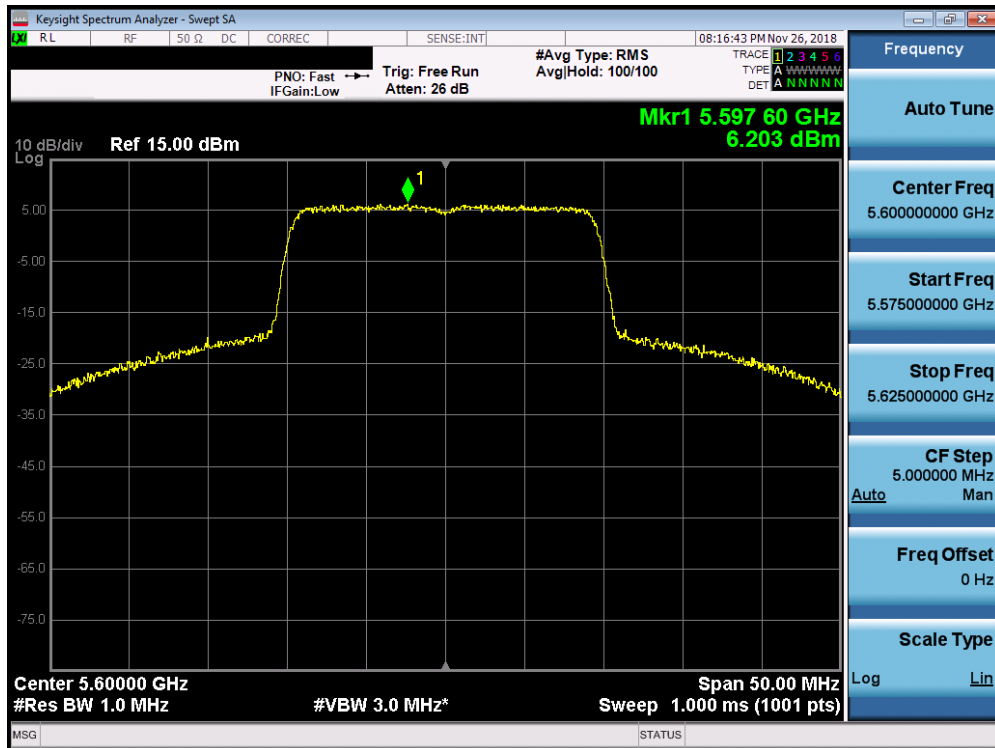 Keysight Spectrum Analyzer - Swept SA
LXI RL RF 50 Ω DC CORREC SENSE:INT 08:16:43 PM Nov 26, 2018
Frequency
PNO: Fast
IFGain:Low
Trig: Free Run
Atten: 26 dB
#Avg Type: RMS
Avg|Hold: 100/100
TRACE 1 2 3 4 5 6
TYPE A WWWWW
DET A N N N N N
Mkr1 5.597 60 GHz
6.203 dBm
10 dB/div Ref 15.00 dBm
Log
1
5.00
-5.00
-15.0
-25.0
-35.0
-45.0
-55.0
-65.0
-75.0
Center 5.60000 GHz Span 50.00 MHz
#Res BW 1.0 MHz #VBW 3.0 MHz* Sweep 1.000 ms (1001 pts)
Auto Tune
Center Freq
5.600000000 GHz
Start Freq
5.575000000 GHz
Stop Freq
5.625000000 GHz
CF Step
5.000000 MHz
Auto Man
Freq Offset
0 Hz
Scale Type
Log Lin
MSG STATUS